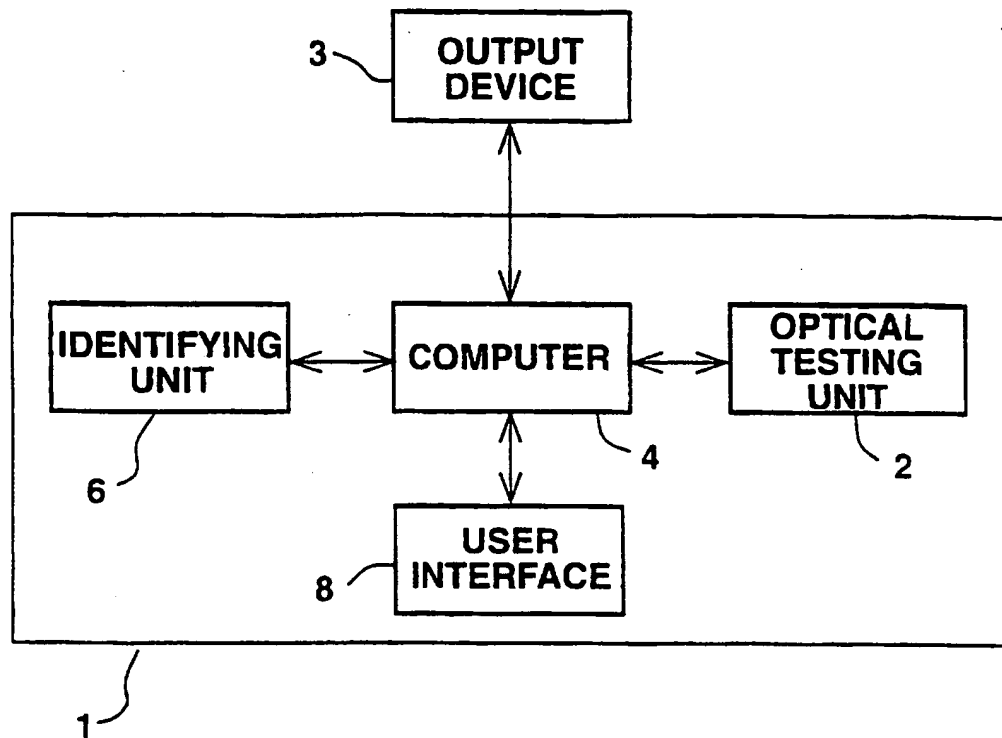 3
OUTPUT
DEVICE
IDENTIFYING
UNIT
COMPUTER
OPTICAL
TESTING
UNIT
6
4
2
8
USER
INTERFACE
1